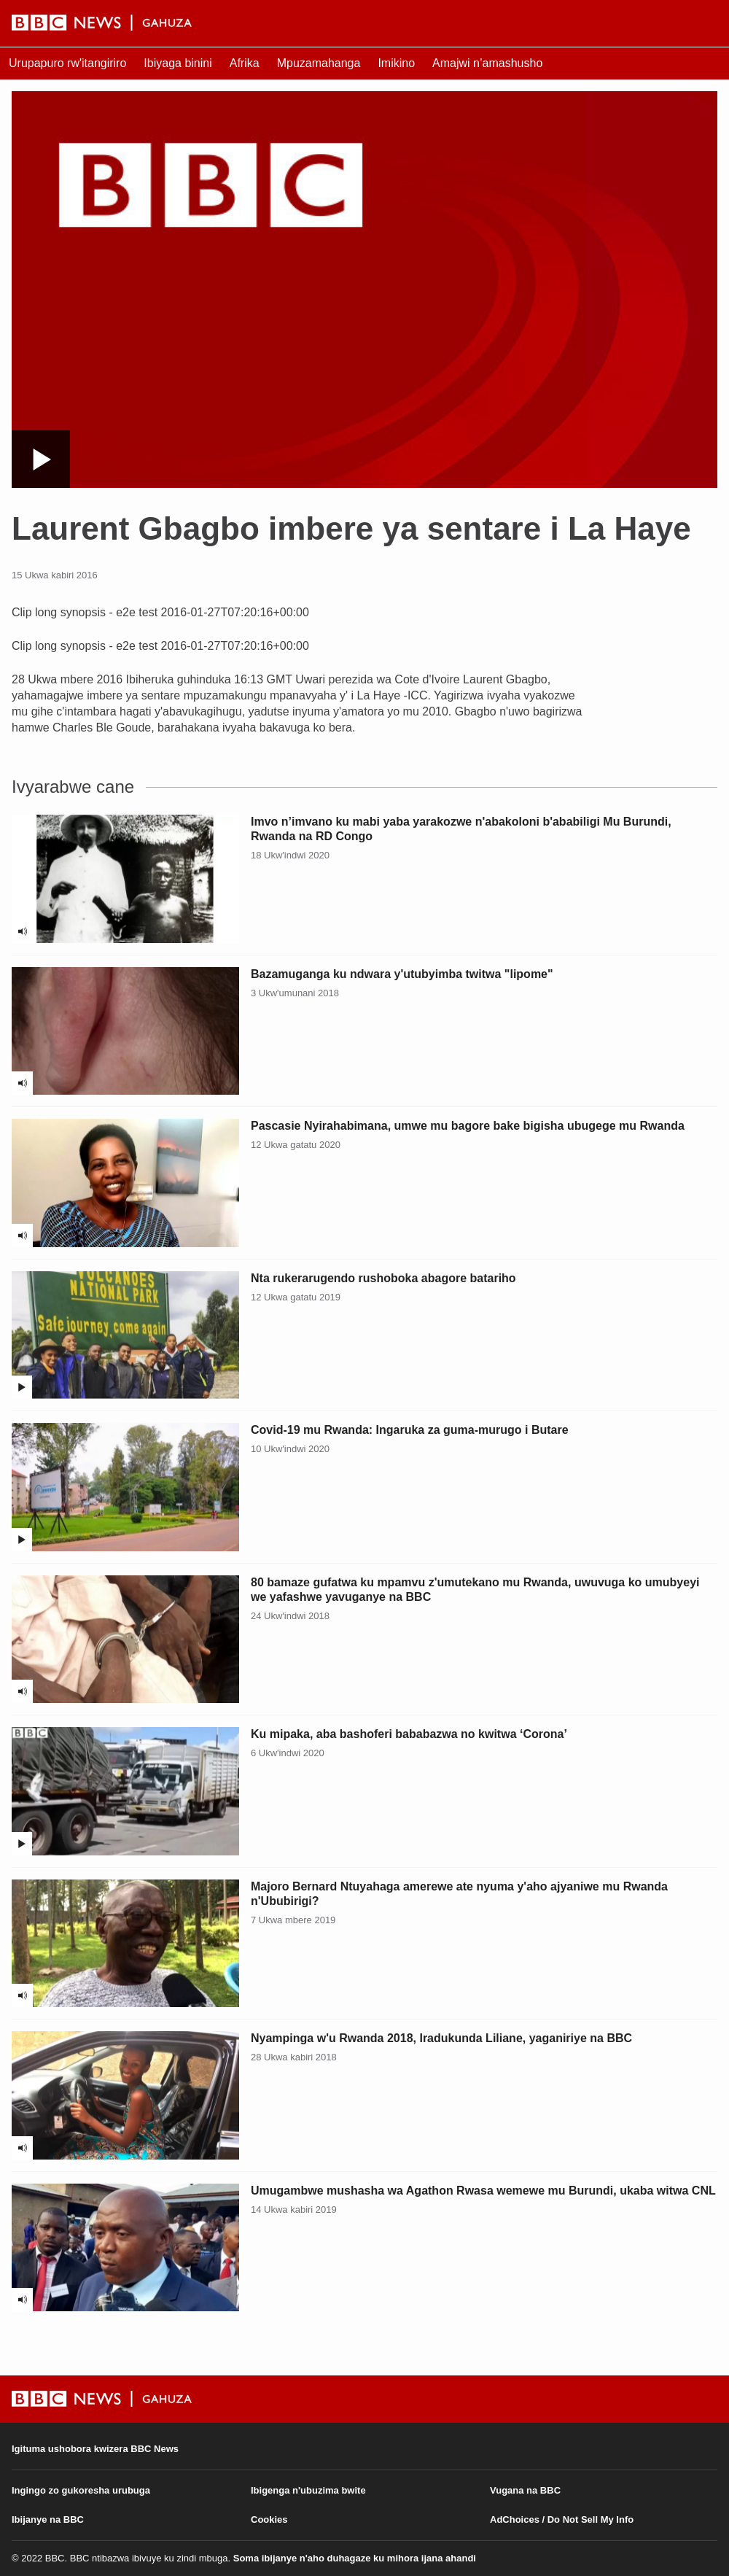 BBC NEWS | GAHUZA
Urupapuro rw'itangiriro Ibiyaga binini Afrika Mpuzamahanga Imikino Amajwi n'amashusho
BBC
Laurent Gbagbo imbere ya sentare i La Haye
15 Ukwa kabiri 2016
Clip long synopsis - e2e test 2016-01-27T07:20:16+00:00
Clip long synopsis - e2e test 2016-01-27T07:20:16+00:00
28 Ukwa mbere 2016 Ibiheruka guhinduka 16:13 GMT Uwari perezida wa Cote d'Ivoire Laurent Gbagbo,
yahamagajwe imbere ya sentare mpuzamakungu mpanavyaha y' i La Haye -ICC. Yagirizwa ivyaha vyakozwe
mu gihe c'intambara hagati y'abavukagihugu, yadutse inyuma y'amatora yo mu 2010. Gbagbo n'uwo bagirizwa
hamwe Charles Ble Goude, barahakana ivyaha bakavuga ko bera.
Ivyarabwe cane
Imvo n’imvano ku mabi yaba yarakozwe n'abakoloni b'ababiligi Mu Burundi,
Rwanda na RD Congo
18 Ukw'indwi 2020
Bazamuganga ku ndwara y'utubyimba twitwa "lipome"
3 Ukw'umunani 2018
Pascasie Nyirahabimana, umwe mu bagore bake bigisha ubugege mu Rwanda
12 Ukwa gatatu 2020
VOLCANOES
NATIONAL PARK
Safe journey, come again
Nta rukerarugendo rushoboka abagore batariho
12 Ukwa gatatu 2019
Covid-19 mu Rwanda: Ingaruka za guma-murugo i Butare
10 Ukw'indwi 2020
80 bamaze gufatwa ku mpamvu z'umutekano mu Rwanda, uwuvuga ko umubyeyi
we yafashwe yavuganye na BBC
24 Ukw'indwi 2018
BBC
Ku mipaka, aba bashoferi bababazwa no kwitwa ‘Corona’
6 Ukw'indwi 2020
Majoro Bernard Ntuyahaga amerewe ate nyuma y'aho ajyaniwe mu Rwanda
n'Ububirigi?
7 Ukwa mbere 2019
Nyampinga w'u Rwanda 2018, Iradukunda Liliane, yaganiriye na BBC
28 Ukwa kabiri 2018
Umugambwe mushasha wa Agathon Rwasa wemewe mu Burundi, ukaba witwa CNL
14 Ukwa kabiri 2019
BBC NEWS | GAHUZA
Igituma ushobora kwizera BBC News
Ingingo zo gukoresha urubuga Ibigenga n'ubuzima bwite Vugana na BBC
Ibijanye na BBC Cookies AdChoices / Do Not Sell My Info
© 2022 BBC. BBC ntibazwa ibivuye ku zindi mbuga. Soma ibijanye n'aho duhagaze ku mihora ijana ahandi